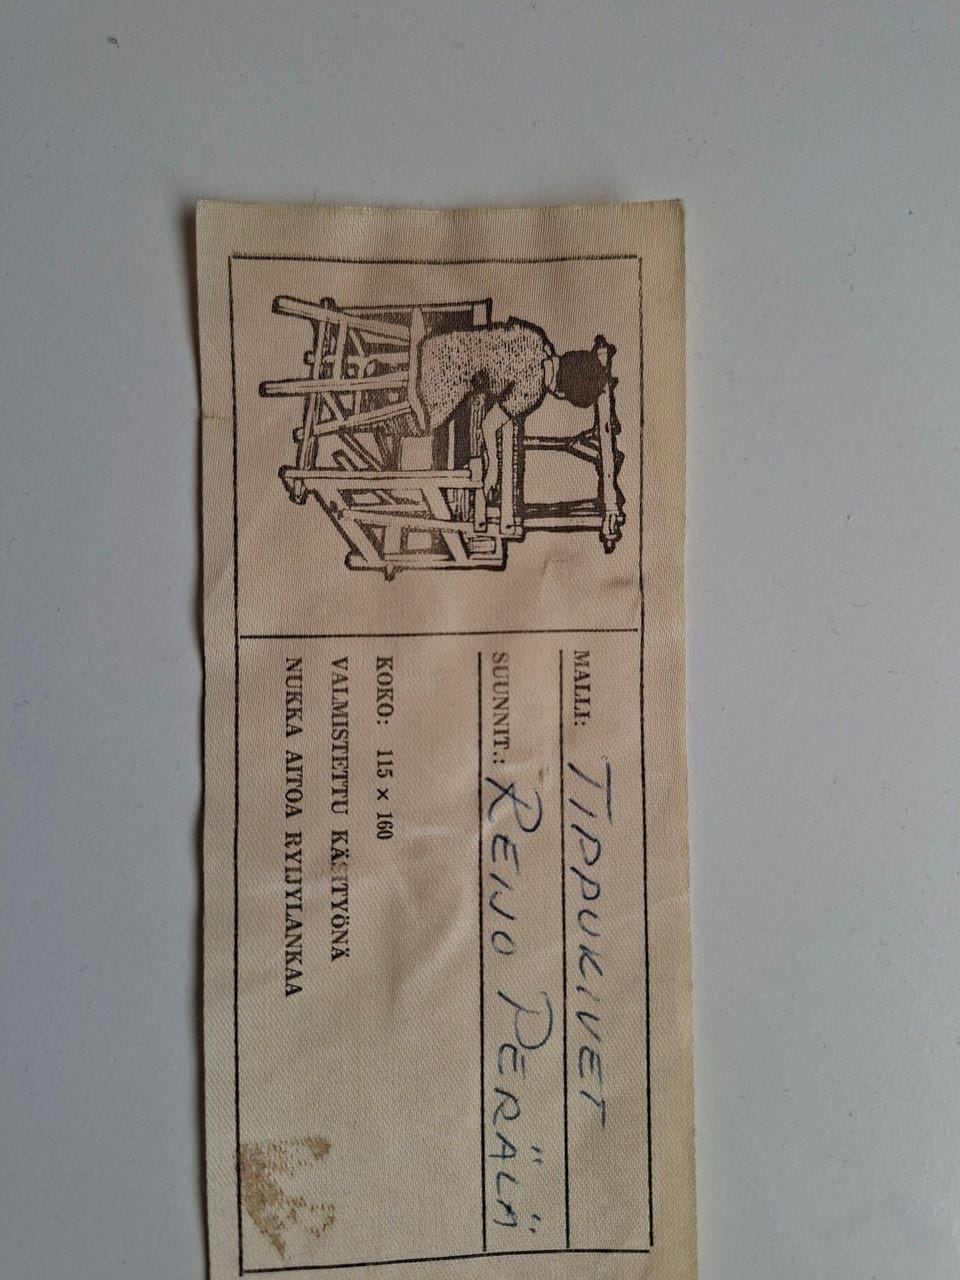 MALLI: TIPPUKIVET
SUUNNIT.: REIJO PERÄLÄ
KOKO: 115 × 160
VALMISTETTU KÄSITYÖNÄ
NUKKA AITOA RYIJYLANKAA